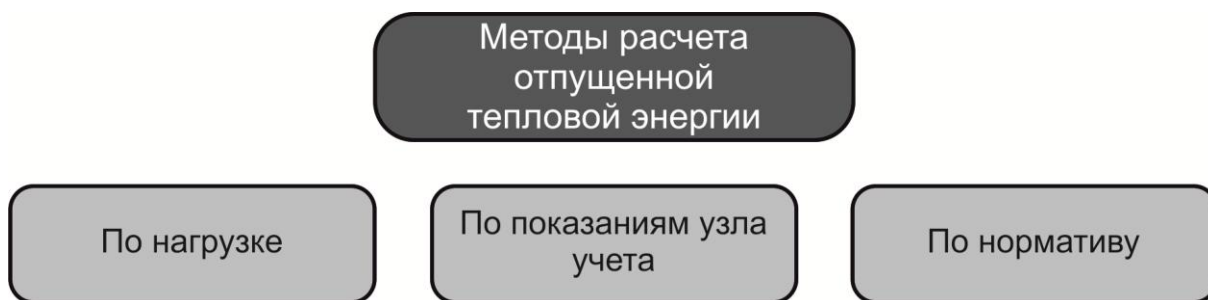 Методы расчета
отпущенной
тепловой энергии
По нагрузке
По показаниям узла
учета
По нормативу